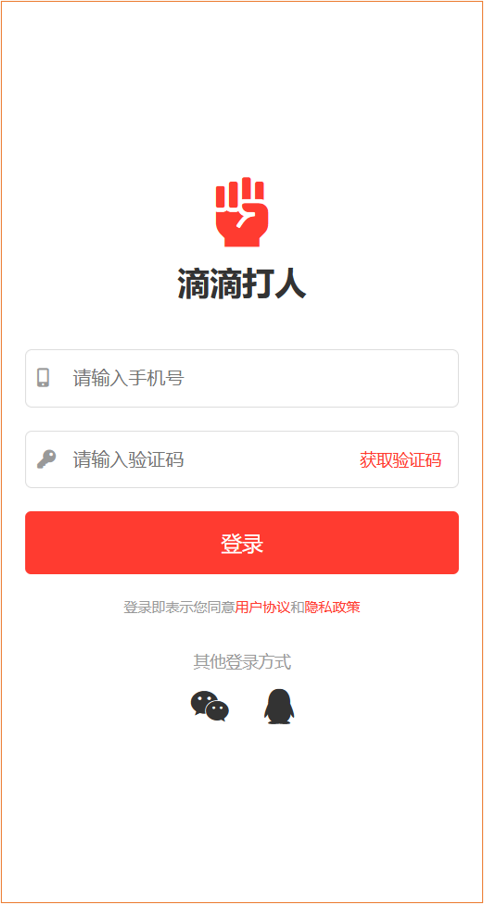 滴滴打人
请输入手机号
请输入验证码 获取验证码
登录
登录即表示您同意用户协议和隐私政策
其他登录方式